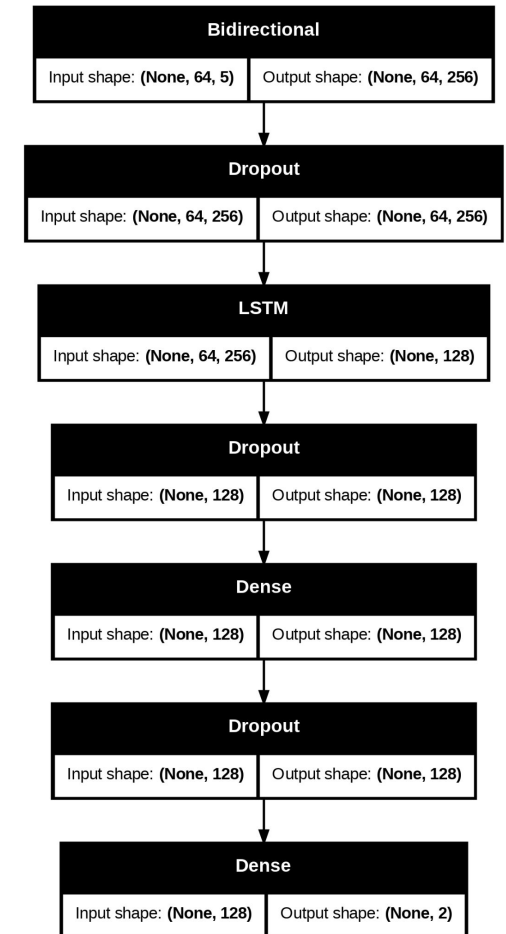 Bidirectional
Input shape: (None, 64, 5) Output shape: (None, 64, 256)
Dropout
Input shape: (None, 64, 256) Output shape: (None, 64, 256)
LSTM
Input shape: (None, 64, 256) Output shape: (None, 128)
Dropout
Input shape: (None, 128) Output shape: (None, 128)
Dense
Input shape: (None, 128) Output shape: (None, 128)
Dropout
Input shape: (None, 128) Output shape: (None, 128)
Dense
Input shape: (None, 128) Output shape: (None, 2)